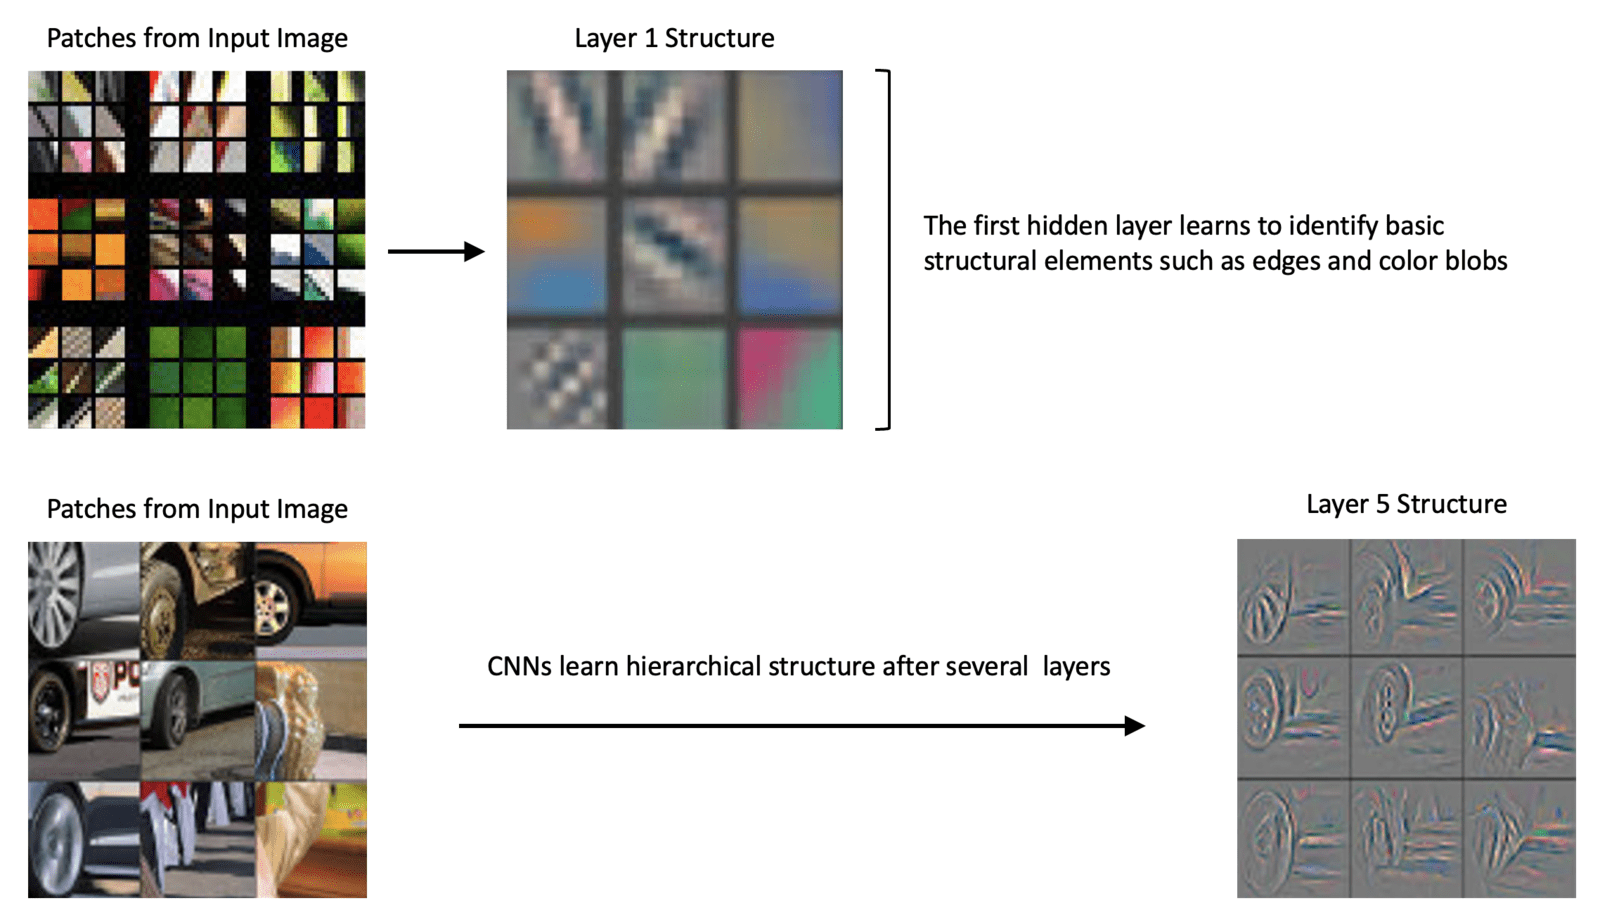 Patches from Input Image
Layer 1 Structure
The first hidden layer learns to identify basic
structural elements such as edges and color blobs
Patches from Input Image
Layer 5 Structure
PO
CNNs learn hierarchical structure after several  layers